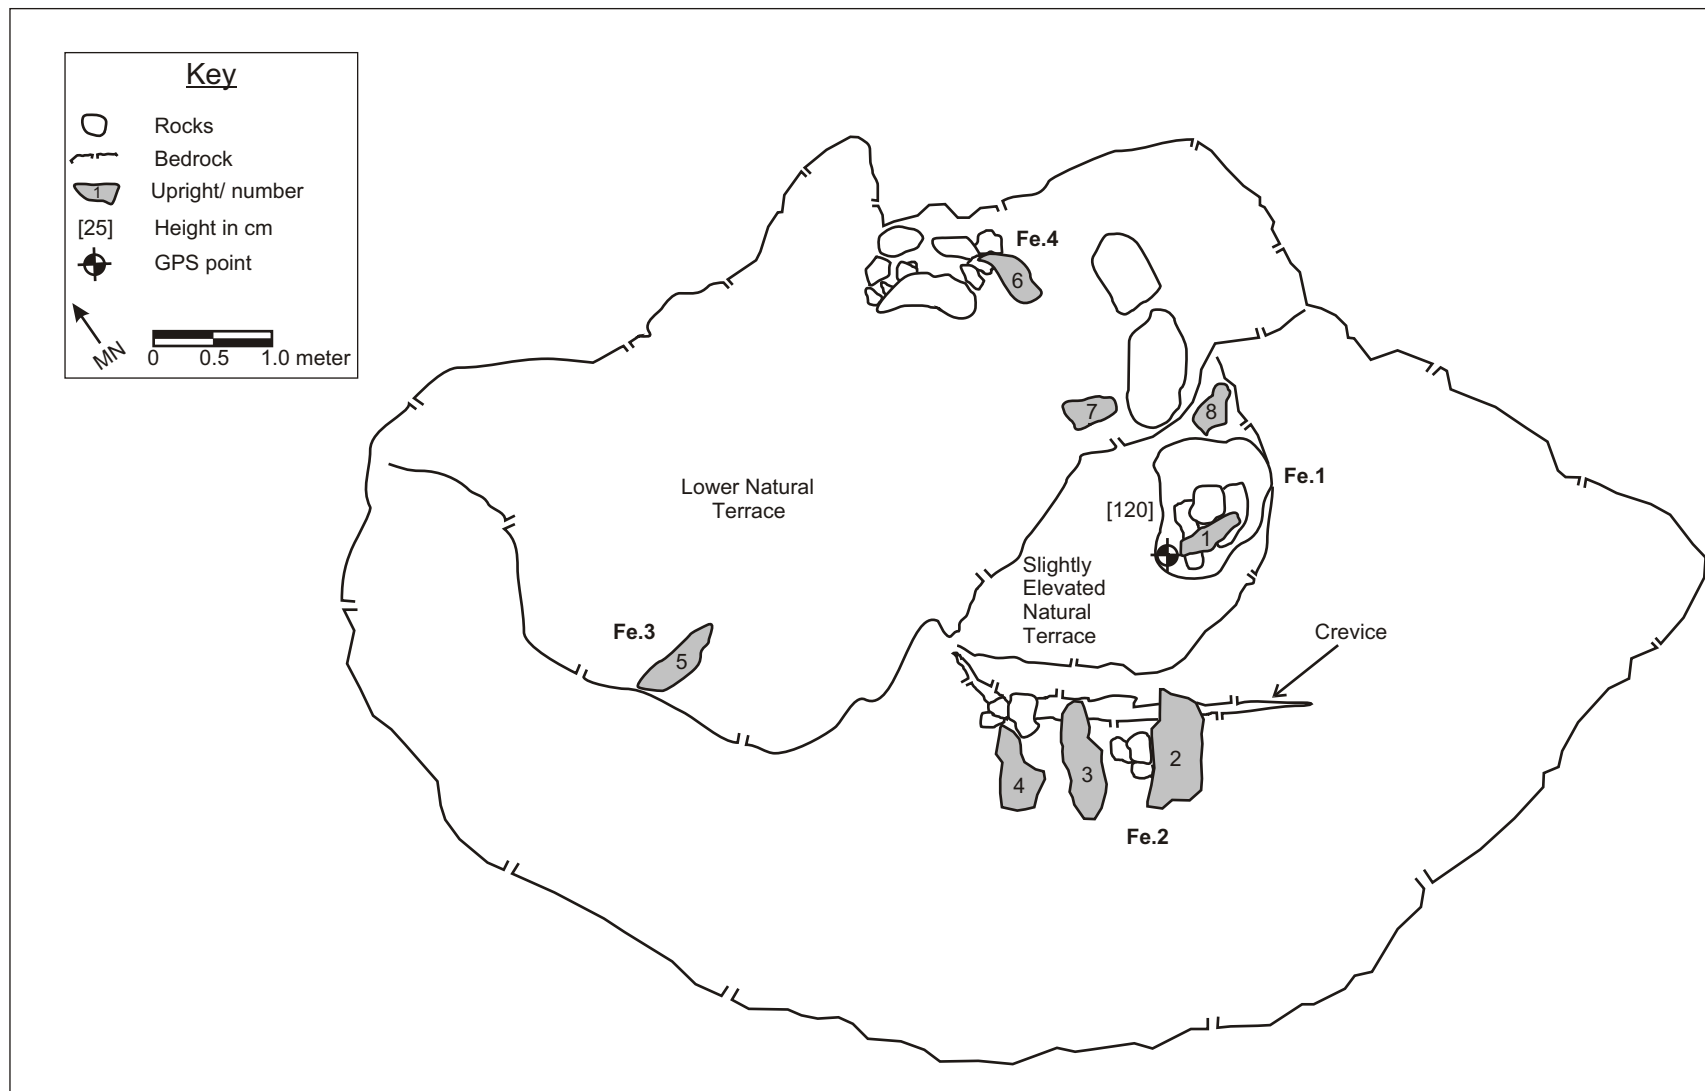 Key
Rocks
Bedrock
1 Upright/ number
[25] Height in cm
GPS point
MN
0 0.5 1.0 meter
Fe.4
6
7
8
Fe.1
Lower Natural
Terrace
[120]
1
Slightly
Elevated
Natural
Terrace
Fe.3
5
Crevice
2
3
4
Fe.2